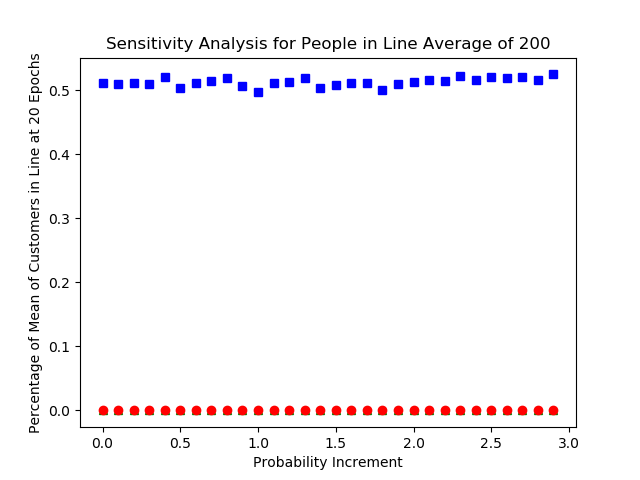 Sensitivity Analysis for People in Line Average of 200
Percentage of Mean of Customers in Line at 20 Epochs
0.5
0.4
0.3
0.2
0.1
0.0
0.0 0.5 1.0 1.5 2.0 2.5 3.0
Probability Increment